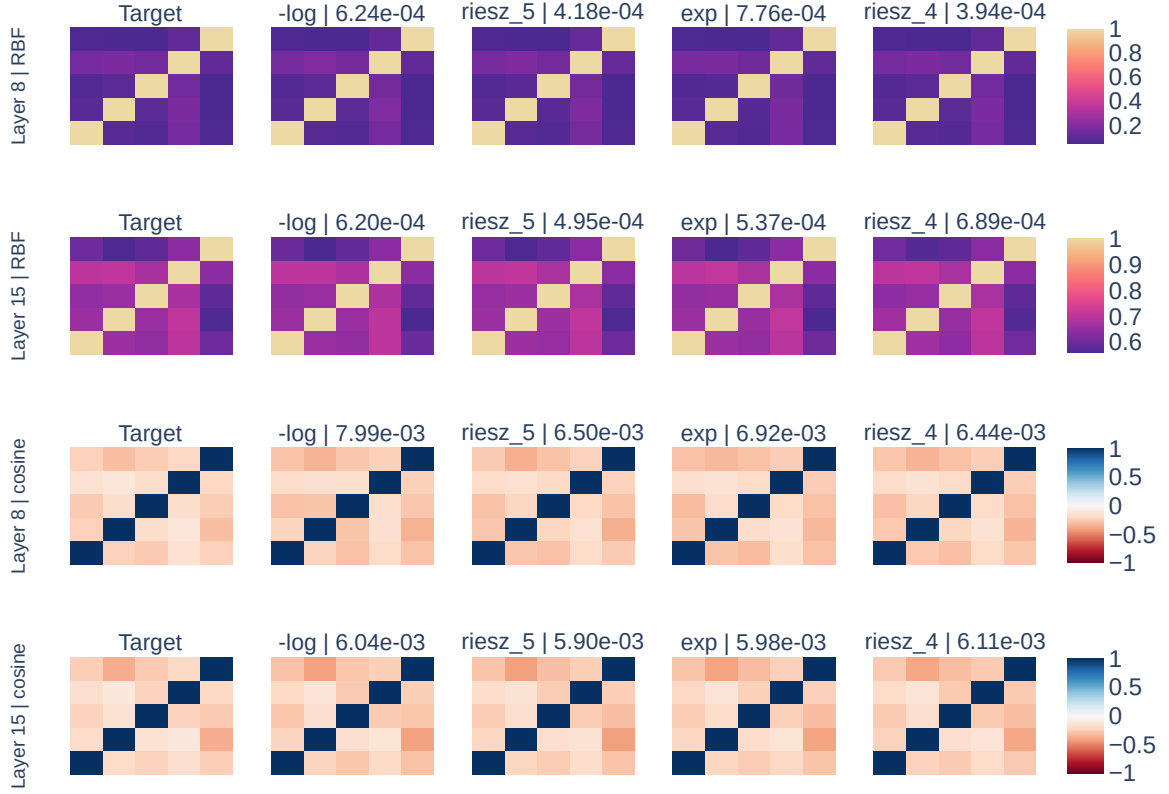 Layer 8 | RBF
Target
-log | 6.24e-04
riesz_5 | 4.18e-04
exp | 7.76e-04
riesz_4 | 3.94e-04
1
0.8
0.6
0.4
0.2
Layer 15 | RBF
Target
-log | 6.20e-04
riesz_5 | 4.95e-04
exp | 5.37e-04
riesz_4 | 6.89e-04
1
0.9
0.8
0.7
0.6
Layer 8 | cosine
Target
-log | 7.99e-03
riesz_5 | 6.50e-03
exp | 6.92e-03
riesz_4 | 6.44e-03
1
0.5
0
−0.5
−1
Layer 15 | cosine
Target
-log | 6.04e-03
riesz_5 | 5.90e-03
exp | 5.98e-03
riesz_4 | 6.11e-03
1
0.5
0
−0.5
−1